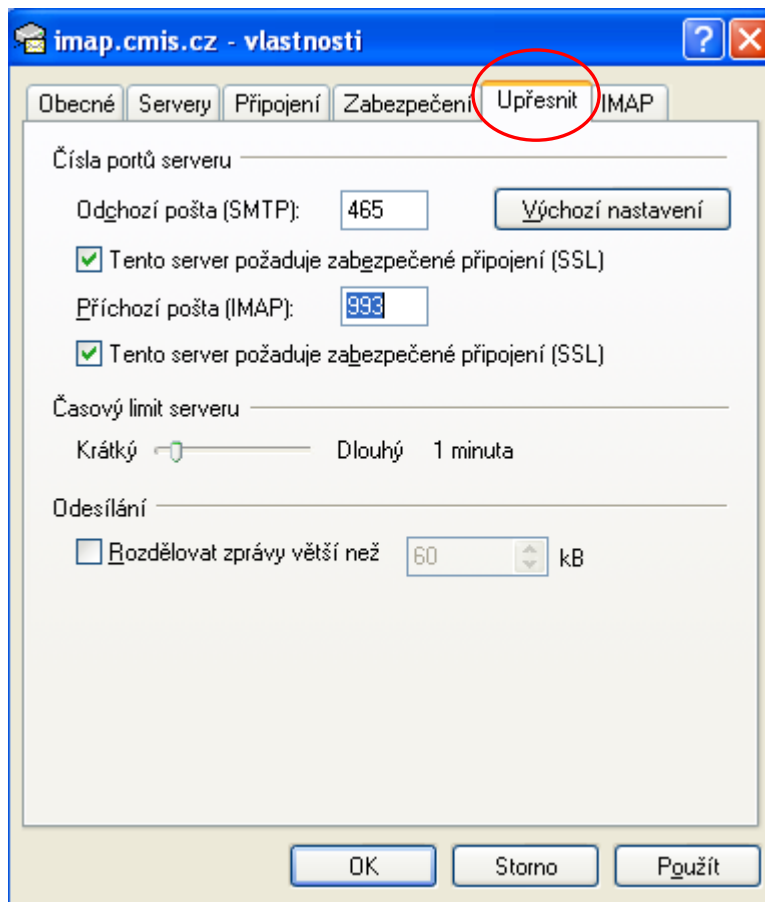 imap.cmis.cz - vlastnosti
Obecné Servery Připojení Zabezpečení Upřesnit IMAP
Čísla portů serveru
Odchozí pošta (SMTP): 465 Výchozí nastavení
Tento server požaduje zabezpečené připojení (SSL)
Příchozí pošta (IMAP): 993
Tento server požaduje zabezpečené připojení (SSL)
Časový limit serveru
Krátký Dlouhý 1 minuta
Odesílání
Rozdělovat zprávy větší než 60 kB
OK Storno Použít